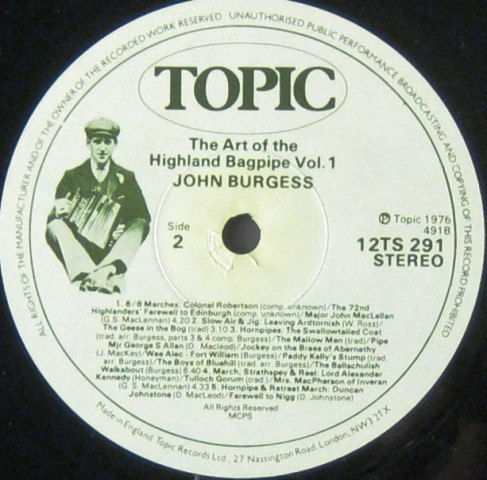 ALL RIGHTS OF THE MANUFACTURER AND OF THE OWNER OF THE RECORDED WORK RESERVED · UNAUTHORISED PUBLIC PERFORMANCE BROADCASTING AND COPYING OF THIS RECORD PROHIBITED
TOPIC
The Art of the
Highland Bagpipe Vol. 1
JOHN BURGESS
Side
2
Ⓟ Topic 1976
491B
12TS 291
STEREO
1. 6/8 Marches: Colonel Robertson (comp. unknown)/The 72nd
Highlanders' Farewell to Edinburgh (comp. unknown)/Major John MacLellan
(G.S. MacLennan) 4.20 2. Slow Air & Jig: Leaving Ardtornish (W. Ross)/
The Geese in the Bog (trad) 3.10 3. Hornpipes: The Swallowtailed Coat
(trad. arr. Burgess, parts 3 & 4 comp. Burgess)/The Mallow Men (trad)/Pipe
Mjr George S Allan (D. Macleod)/Jockey on the Braes of Abernethy
(J. MacKay)/Wee Alec - Fort William (Burgess)/Paddy Kelly's Stump (trad.
arr. Burgess)/The Boys of Bluehill (trad. arr. Burgess)/The Ballachulish
Walkabout (Burgess) 6.40 4. March, Strathspey & Reel: Lord Alexander
Kennedy (Honeyman)/Tulloch Gorum (trad.)/Mrs. MacPherson of Inveran
(G.S. MacLennan) 4.33 5. Hornpipe & Retreat March: Duncan
Johnstone (D. MacLeod)/Farewell to Nigg (D. Johnstone)
All Rights Reserved
MCPS
Made in England. Topic Records Ltd., 27 Nassington Road, London, NW3 2TX